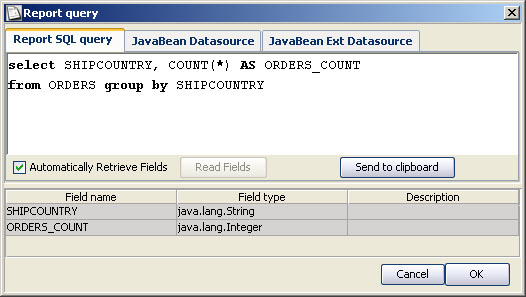 Report query
Report SQL query JavaBean Datasource JavaBean Ext Datasource
select SHIPCOUNTRY, COUNT(*) AS ORDERS_COUNT
from ORDERS group by SHIPCOUNTRY
Automatically Retrieve Fields Read Fields Send to clipboard
Field name Field type Description
SHIPCOUNTRY java.lang.String
ORDERS_COUNT java.lang.Integer
Cancel OK